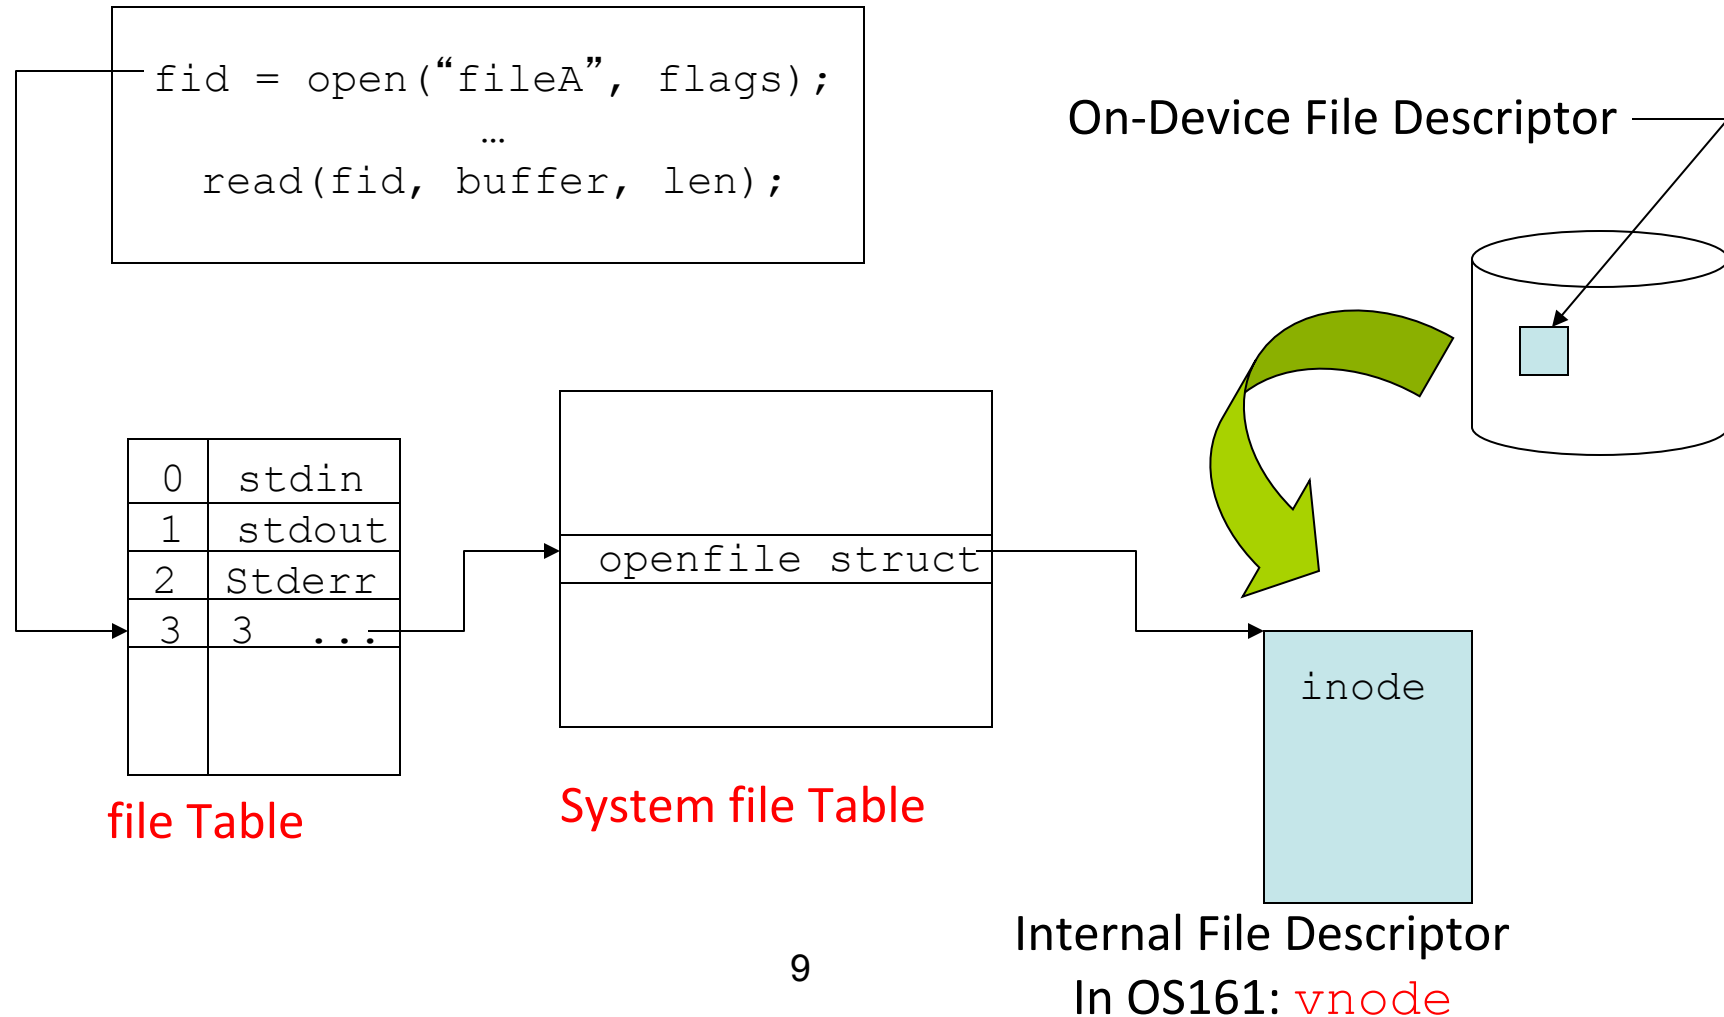 fid = open(“fileA”, flags);
…
read(fid, buffer, len);
On-Device File Descriptor
0 stdin
1 stdout
2 Stderr
3 3 ...
openfile struct
inode
file Table
System file Table
Internal File Descriptor
In OS161: vnode
9